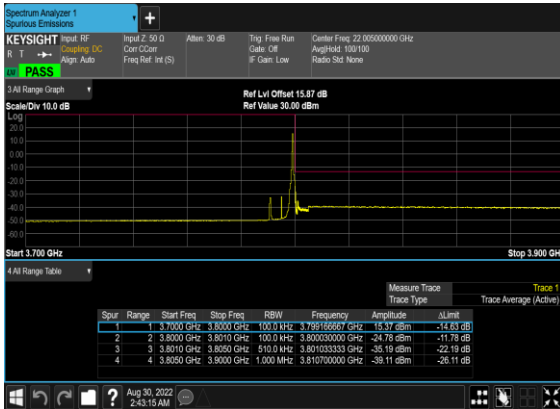 Spectrum Analyzer 1
Spurious Emissions
+
KEYSIGHT Input: RF Input Z: 50 Ω Atten: 30 dB Trig: Free Run Center Freq: 22.005000000 GHz
R T Coupling: DC Corr CCorr Gate: Off Avg|Hold: 100/100
Align: Auto Freq Ref: Int (S) IF Gain: Low Radio Std: None
LXI PASS
3 All Range Graph
Ref Lvl Offset 15.87 dB
Scale/Div 10.0 dB Ref Value 30.00 dBm
Log
20.0
10.0
0.00
-10.0
-20.0
-30.0
-40.0
-50.0
-60.0
Start 3.700 GHz Stop 3.900 GH
4 All Range Table
Measure Trace Trace 1
Trace Type Trace Average (Active)
Spur Range Start Freq Stop Freq RBW Frequency Amplitude ΔLimit
1 1 3.7000 GHz 3.8000 GHz 100.0 kHz 3.799166667 GHz 15.37 dBm -14.63 dB
2 2 3.8000 GHz 3.8010 GHz 100.0 kHz 3.800030000 GHz -24.78 dBm -11.78 dB
3 3 3.8010 GHz 3.8050 GHz 510.0 kHz 3.801033333 GHz -35.19 dBm -22.19 dB
4 4 3.8050 GHz 3.9000 GHz 1.000 MHz 3.810700000 GHz -39.11 dBm -26.11 dB
?
Aug 30, 2022
2:43:15 AM